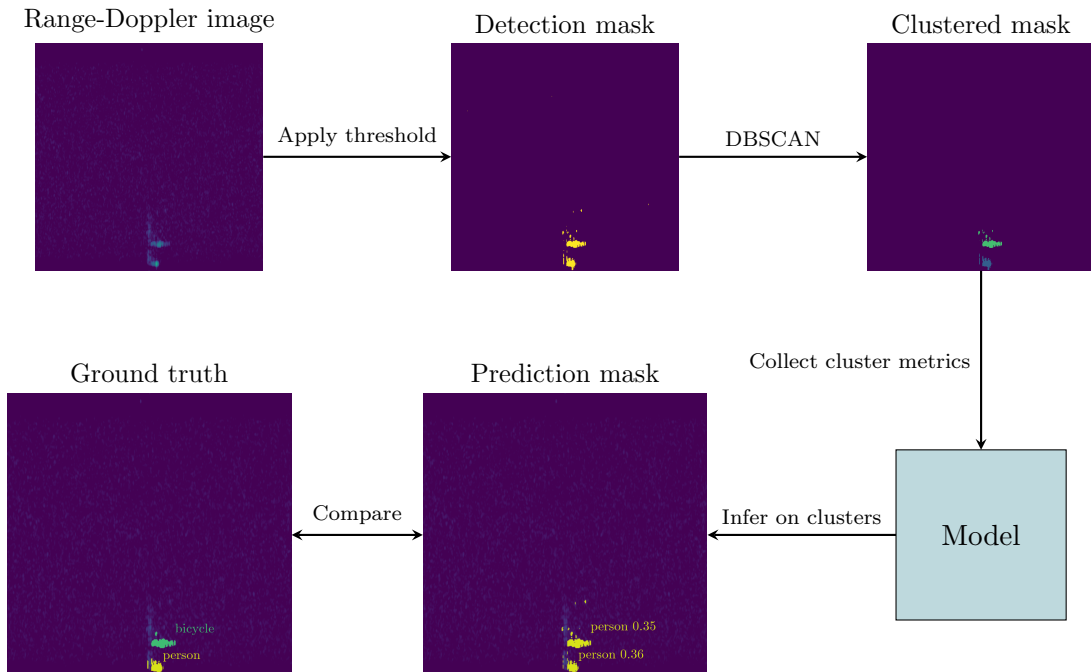 Range-Doppler image
Detection mask
Clustered mask
Apply threshold
DBSCAN
Collect cluster metrics
Ground truth
Prediction mask
Compare
Infer on clusters
Model
bicycle
person
person 0.35
person 0.36